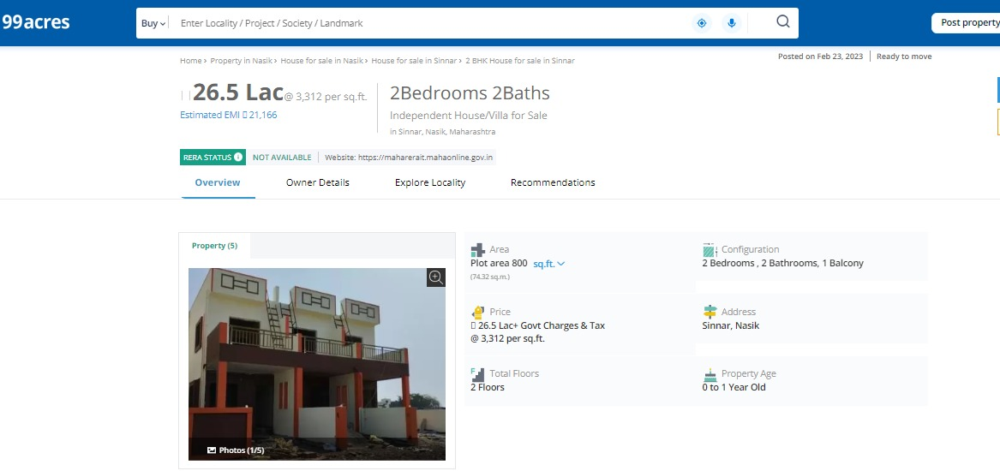 99acres
Buy Enter Locality / Project / Society / Landmark
Post property
Home > Property in Nasik > House for sale in Nasik > House for sale in Sinnar > 2 BHK House for sale in Sinnar
Posted on Feb 23, 2023 | Ready to move
26.5 Lac @ 3,312 per sq.ft.
Estimated EMI 21,166
2Bedrooms 2Baths
Independent House/Villa for Sale
in Sinnar, Nasik, Maharashtra
RERA STATUS NOT AVAILABLE | Website: https://maharerait.mahaonline.gov.in
Overview Owner Details Explore Locality Recommendations
Property (5)
Photos (1/5)
Area
Plot area 800 sq.ft.
(74.32 sq.m.)
Configuration
2 Bedrooms , 2 Bathrooms, 1 Balcony
Price
26.5 Lac+ Govt Charges & Tax
@ 3,312 per sq.ft.
Address
Sinnar, Nasik
Total Floors
2 Floors
Property Age
0 to 1 Year Old